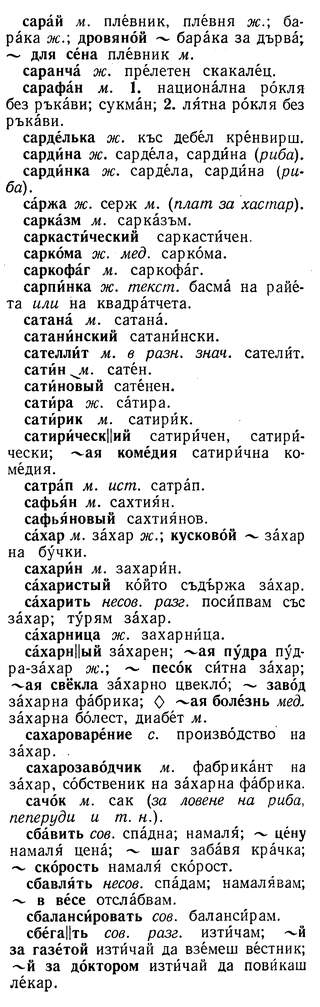 сара́й м. пле́вник, пле́вня ж.; ба-
ра́ка ж.; дровяно́й ~ бара́ка за дърва́;
~ для се́на пле́вник м.
саранча́ ж. преле́тен скакале́ц.
сарафа́н м. 1. национа́лна ро́кля
без ръка́ви; сукма́н; 2. ля́тна ро́кля без
ръка́ви.
сарде́лька ж. къс дебе́л кре́нвирш.
сарди́на ж. сарде́ла, сарди́на (риба).
сарди́нка ж. сарде́ла, сарди́на (ри-
ба).
са́ржа ж. серж м. (плат за хастар).
сарка́зм м. сарка́зъм.
саркасти́ческий саркасти́чен.
сарко́ма ж. мед. сарко́ма.
саркофа́г м. саркофа́г.
сарпи́нка ж. текст. басма́ на райе́-
та или на квадра́тчета.
сатана́ м. сатана́.
сатани́нский сатани́нски.
сателли́т м. в разн. знач. сатели́т.
сати́н м. сате́н.
сати́новый сате́нен.
сати́ра ж. са́тира.
сати́рик м. сатири́к.
сатири́ческ||ий сатири́чен, сатири́-
чески; ~ая коме́дия сатири́чна ко-
ме́дия.
сатра́п м. ист. сатра́п.
сафья́н м. сахтия́н.
сафья́новый сахтия́нов.
са́хар м. за́хар ж.; куско́вой ~ за́хар
на бу́чки.
сахари́н м. захари́н.
са́харистый ко́йто съдъ́ржа за́хар.
са́харить несов. разг. поси́пвам със
за́хар; ту́рям за́хар.
са́харница ж. захарни́ца.
са́харн||ый за́харен; ~ая пу́дра пу́д-
ра-за́хар ж.; ~ песо́к си́тна за́хар;
~ая свёкла за́харно цвекло́; ~ заво́д
за́харна фа́брика; ◊ ~ая боле́знь мед.
за́харна бо́лест, диабе́т м.
сахароваре́ние с. произво́дство на
за́хар.
сахарозаво́дчик м. фабрика́нт на
за́хар, со́бственик на за́харна фа́брика.
сачо́к м. сак (за ловене на риба,
пеперуди и т. н.).
сба́вить сов. спа́дна; намаля́; ~ це́ну
намаля́ цена́; ~ шаг заба́вя кра́чка;
~ ско́рость намаля́ ско́рост.
сбавля́ть несов. спа́дам; намаля́вам;
~ в ве́се отсла́бвам.
сбаланси́ровать сов. баланси́рам.
сбе́га||ть сов. разг. изти́чам; ~й
за газе́той изти́чай да взе́меш ве́стник;
~й за до́ктором изти́чай да пови́каш
ле́кар.